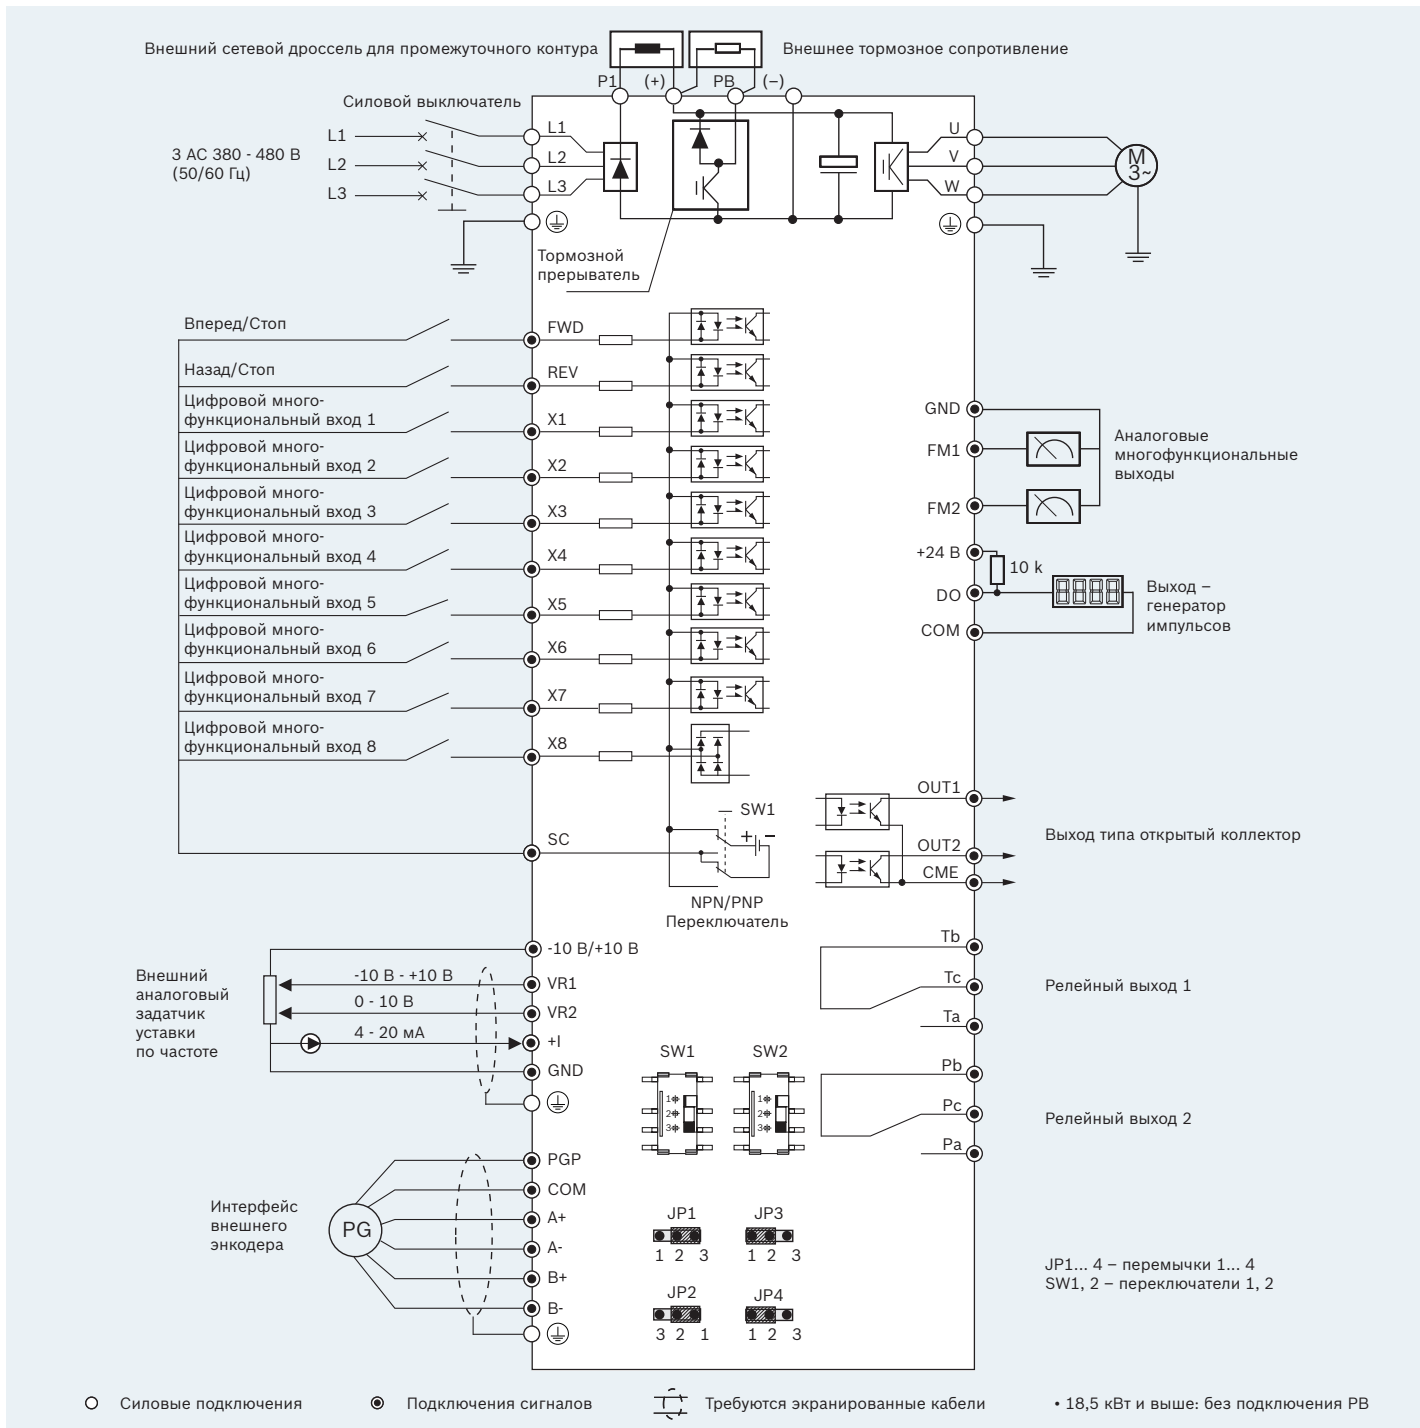 Внешний сетевой дроссель для промежуточного контура
Внешнее тормозное сопротивление
P1
(+)
PB
(–)
Силовой выключатель
3 AC 380 - 480 В
(50/60 Гц)
L1
L2
L3
L1
L2
L3
U
V
W
M
3~
Тормозной
прерыватель
Вперед/Стоп
FWD
Назад/Стоп
REV
Цифровой много-
функциональный вход 1
X1
Цифровой много-
функциональный вход 2
X2
Цифровой много-
функциональный вход 3
X3
Цифровой много-
функциональный вход 4
X4
Цифровой много-
функциональный вход 5
X5
Цифровой много-
функциональный вход 6
X6
Цифровой много-
функциональный вход 7
X7
Цифровой много-
функциональный вход 8
X8
SC
SW1
+
–
NPN/PNP
Переключатель
GND
FM1
FM2
Аналоговые
многофункциональные
выходы
+24 В
10 k
DO
COM
Выход –
генератор
импульсов
OUT1
OUT2
CME
Выход типа открытый коллектор
Внешний
аналоговый
задатчик
уставки
по частоте
-10 В/+10 В
-10 В - +10 В
VR1
0 - 10 В
VR2
4 - 20 мА
+I
GND
Tb
Tc
Ta
Релейный выход 1
Pb
Pc
Pa
Релейный выход 2
SW1
1
2
3
SW2
1
2
3
Интерфейс
внешнего
энкодера
PG
PGP
COM
A+
A-
B+
B-
JP1
1 2 3
JP3
1 2 3
JP2
3 2 1
JP4
1 2 3
JP1... 4 – перемычки 1... 4
SW1, 2 – переключатели 1, 2
Силовые подключения
Подключения сигналов
Требуются экранированные кабели
• 18,5 кВт и выше: без подключения PB